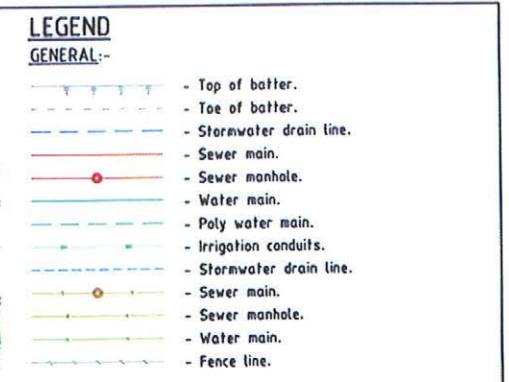 LEGEND
GENERAL:-
- Top of batter.
- Toe of batter.
- Stormwater drain line.
- Sewer main.
- Sewer manhole.
- Water main.
- Poly water main.
- Irrigation conduits.
- Stormwater drain line.
- Sewer main.
- Sewer manhole.
- Water main.
- Fence line.